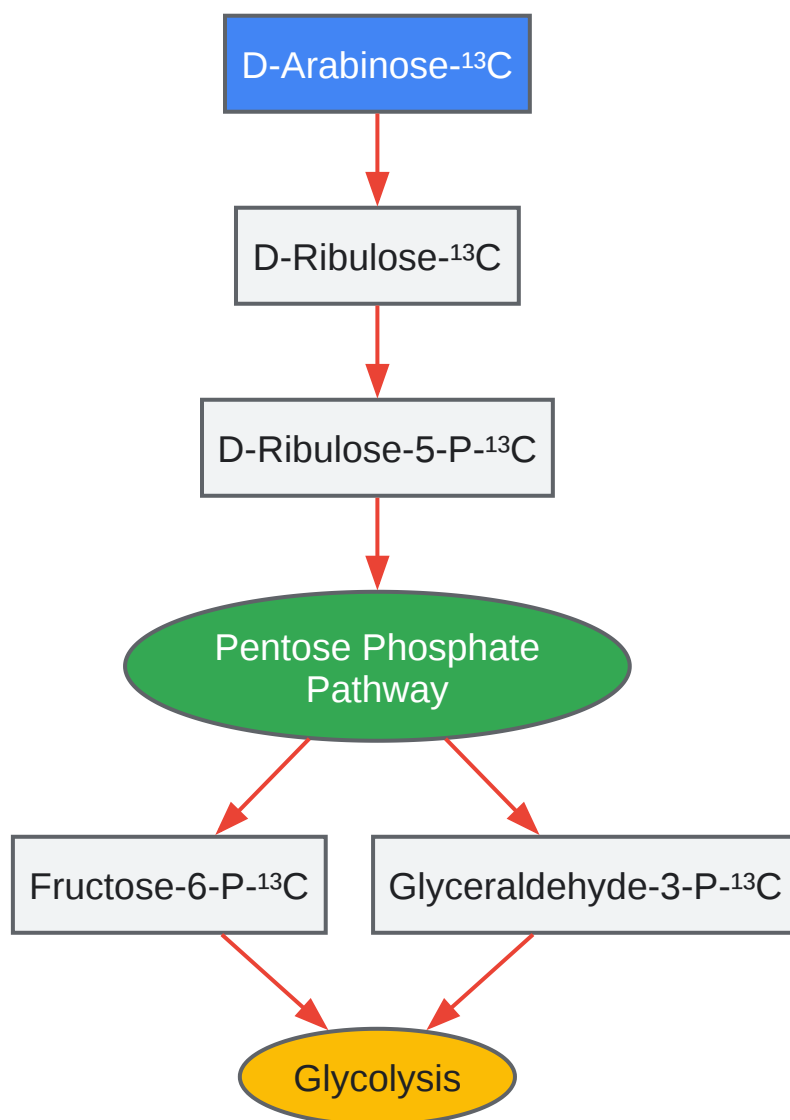 D-Arabinose-¹³C
D-Ribulose-¹³C
D-Ribulose-5-P-¹³C
Pentose Phosphate
Pathway
Fructose-6-P-¹³C
Glyceraldehyde-3-P-¹³C
Glycolysis